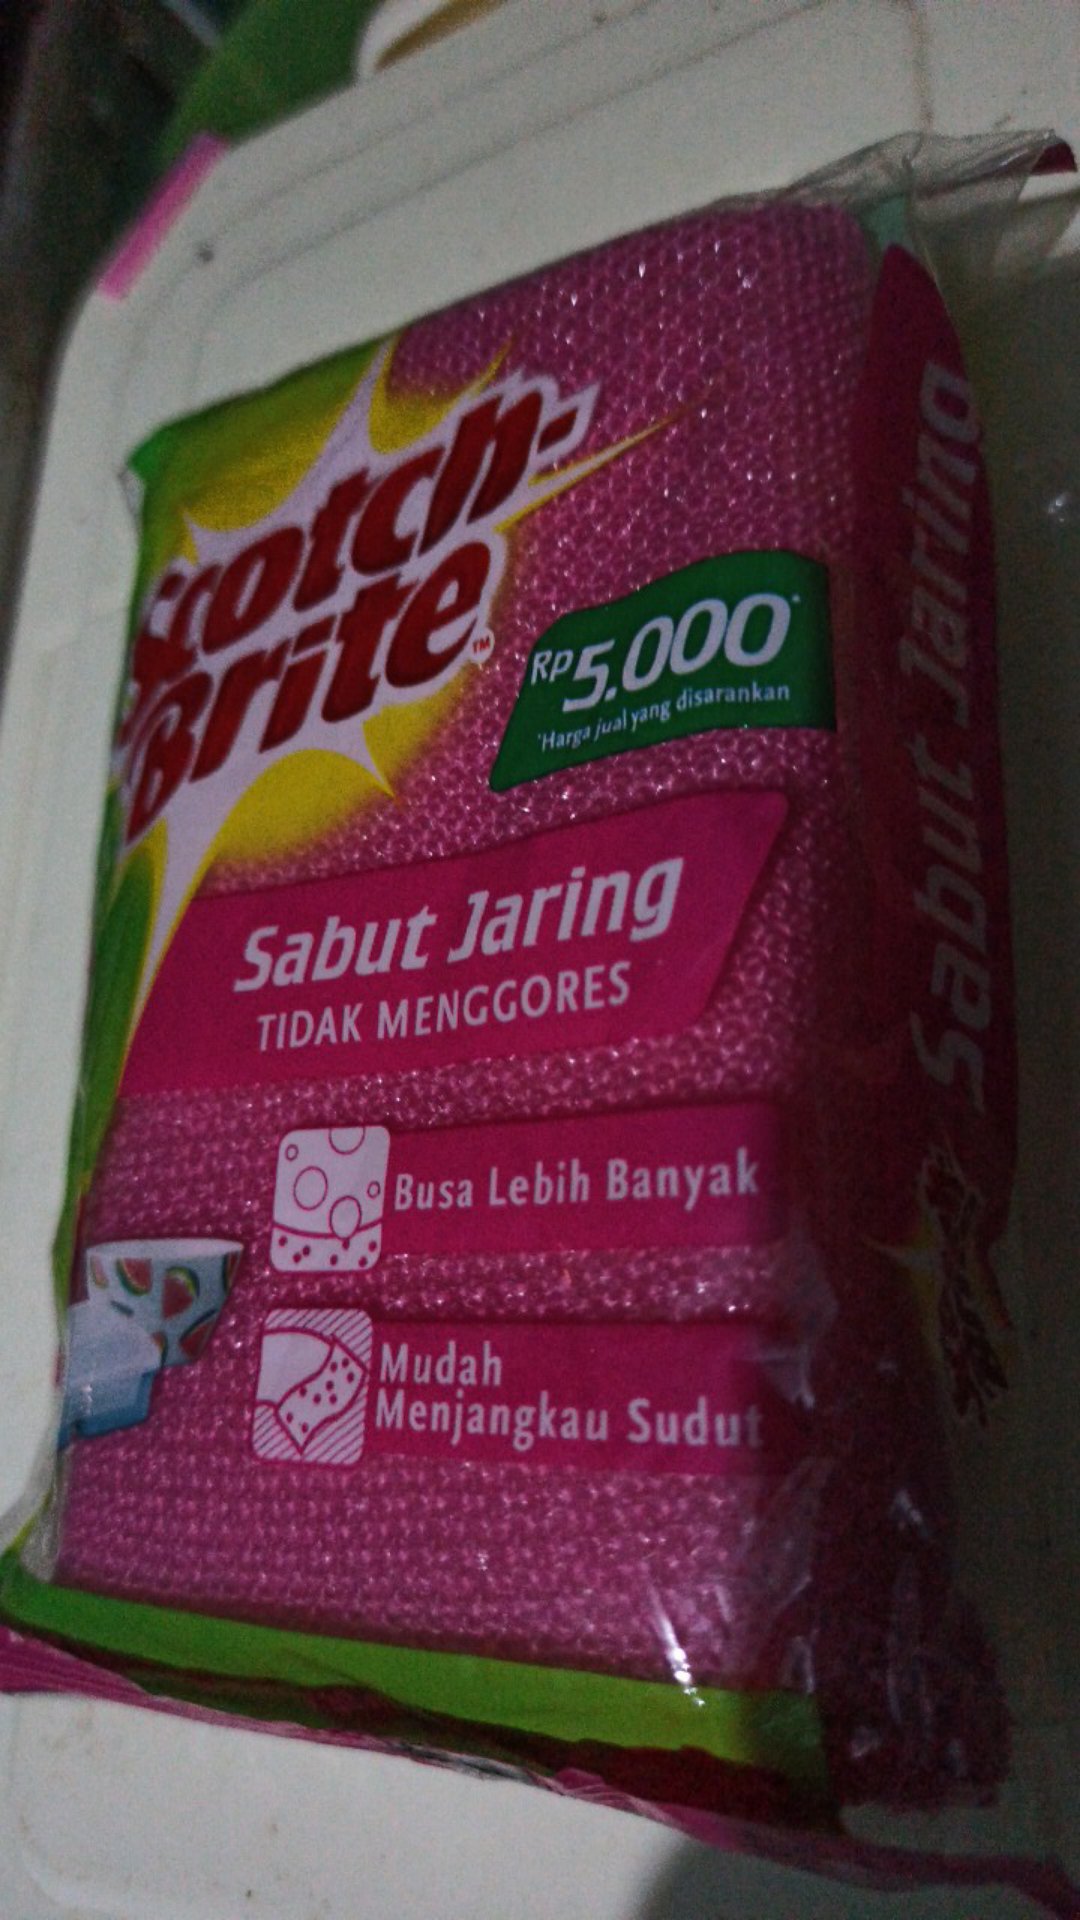 Scotch-
Brite™
Rp5.000*
*Harga jual yang disarankan
Sabut Jaring
TIDAK MENGGORES
Busa Lebih Banyak
Mudah
Menjangkau Sudut
Sabut Jaring